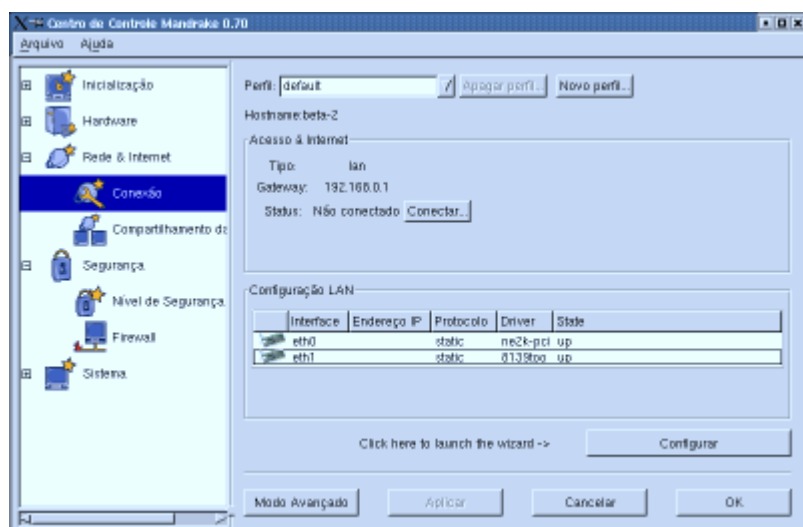 Centro de Controle Mandrake 0.70
Arquivo Ajuda
Inicialização
Hardware
Rede & Internet
Conexão
Compartilhamento da
Segurança
Nível de Segurança
Firewall
Sistema
Perfil: default Apagar perfil... Novo perfil...
Hostname:beta-2
Acesso à Internet
Tipo: lan
Gateway: 192.168.0.1
Status: Não conectado Conectar...
Configuração LAN
Interface Endereço IP Protocolo Driver State
eth0 static ne2k-pci up
eth1 static 8139too up
Click here to launch the wizard -> Configurar
Modo Avançado Aplicar Cancelar OK